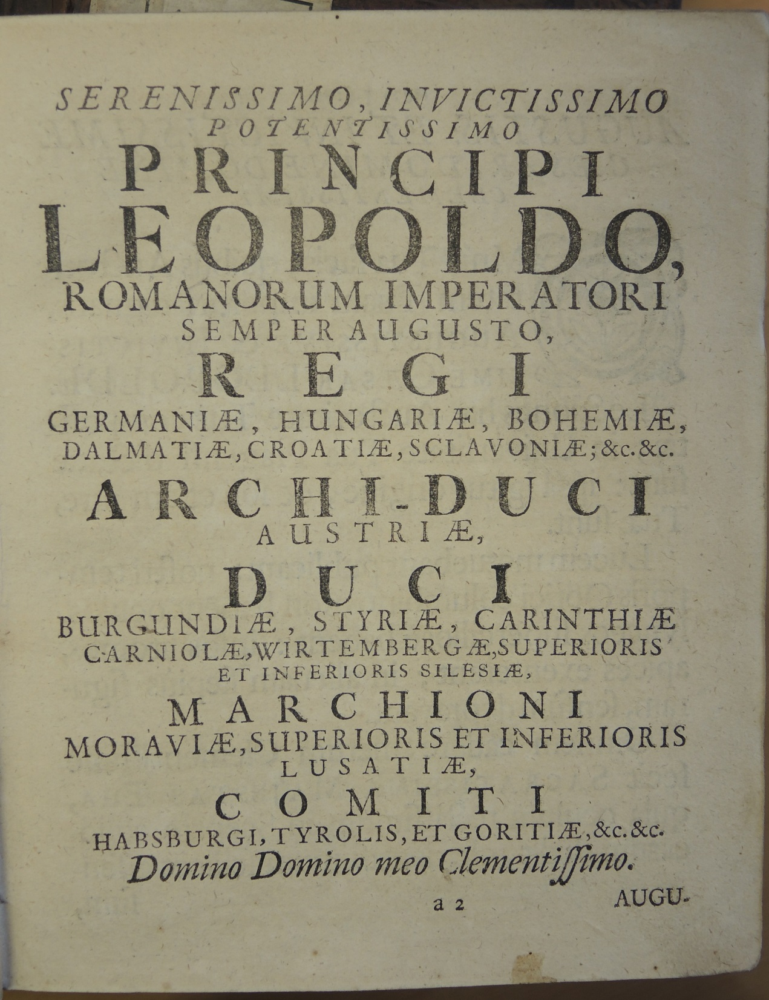 SERENISSIMO, INVICTISSIMO
POTENTISSIMO
PRINCIPI
LEOPOLDO,
ROMANORUM IMPERATORI
SEMPER AUGUSTO,
REGI
GERMANIÆ, HUNGARIÆ, BOHEMIÆ,
DALMATIÆ, CROATIÆ, SCLAVONIÆ; &c. &c.
ARCHI-DUCI
AUSTRIÆ,
DUCI
BURGUNDIÆ, STYRIÆ, CARINTHIÆ
CARNIOLÆ, WIRTEMBERGÆ, SUPERIORIS
ET INFERIORIS SILESIÆ,
MARCHIONI
MORAVIÆ, SUPERIORIS ET INFERIORIS
LUSATIÆ,
COMITI
HABSBURGI, TYROLIS, ET GORITIÆ, &c. &c.
Domino Domino meo Clementiſſimo.
a 2
AUGU-